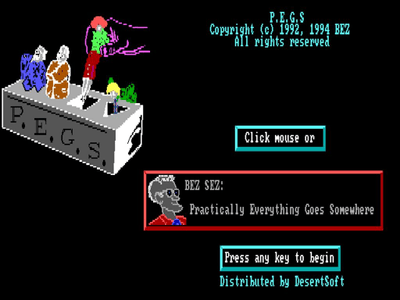 P.E.G.S
Copyright (c) 1992, 1994 BEZ
All rights reserved
P.E.G.S.
Click mouse or
BEZ SEZ:
Practically Everything Goes Somewhere
Press any key to begin
Distributed by DesertSoft